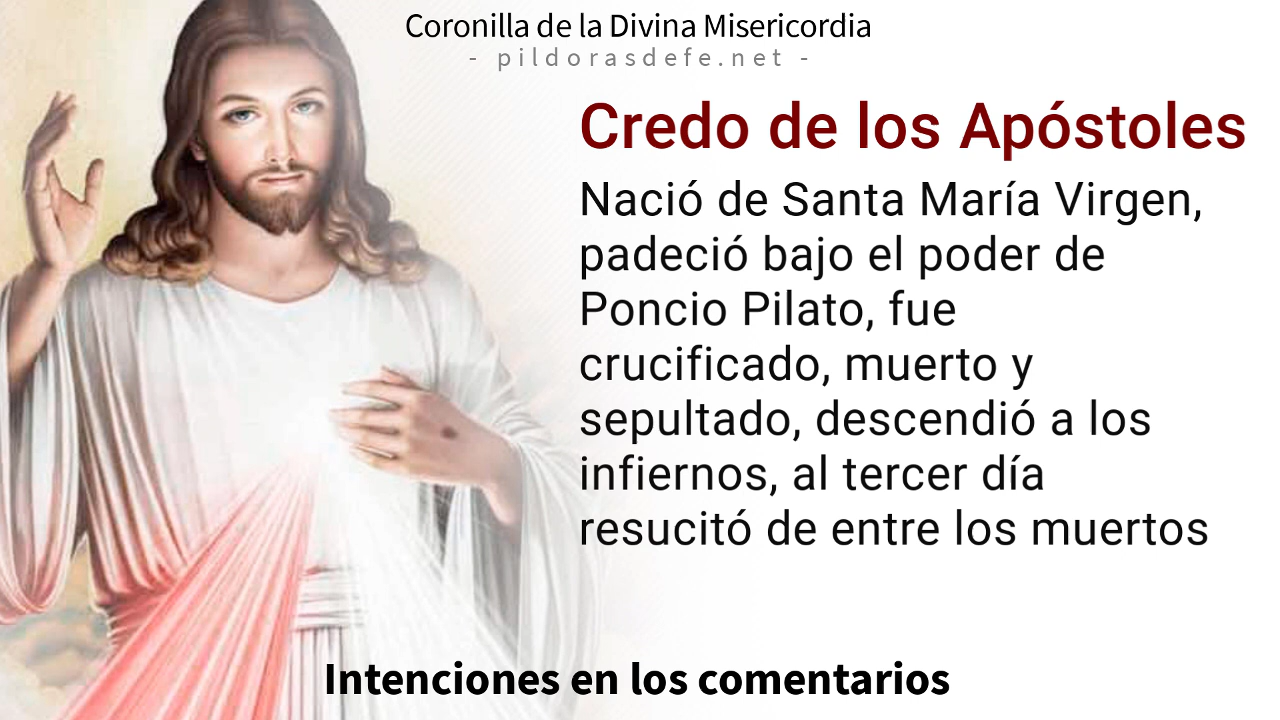 Coronilla de la Divina Misericordia
- pildorasdefe.net -
Credo de los Apóstoles
Nació de Santa María Virgen,
padeció bajo el poder de
Poncio Pilato, fue
crucificado, muerto y
sepultado, descendió a los
infiernos, al tercer día
resucitó de entre los muertos
Intenciones en los comentarios